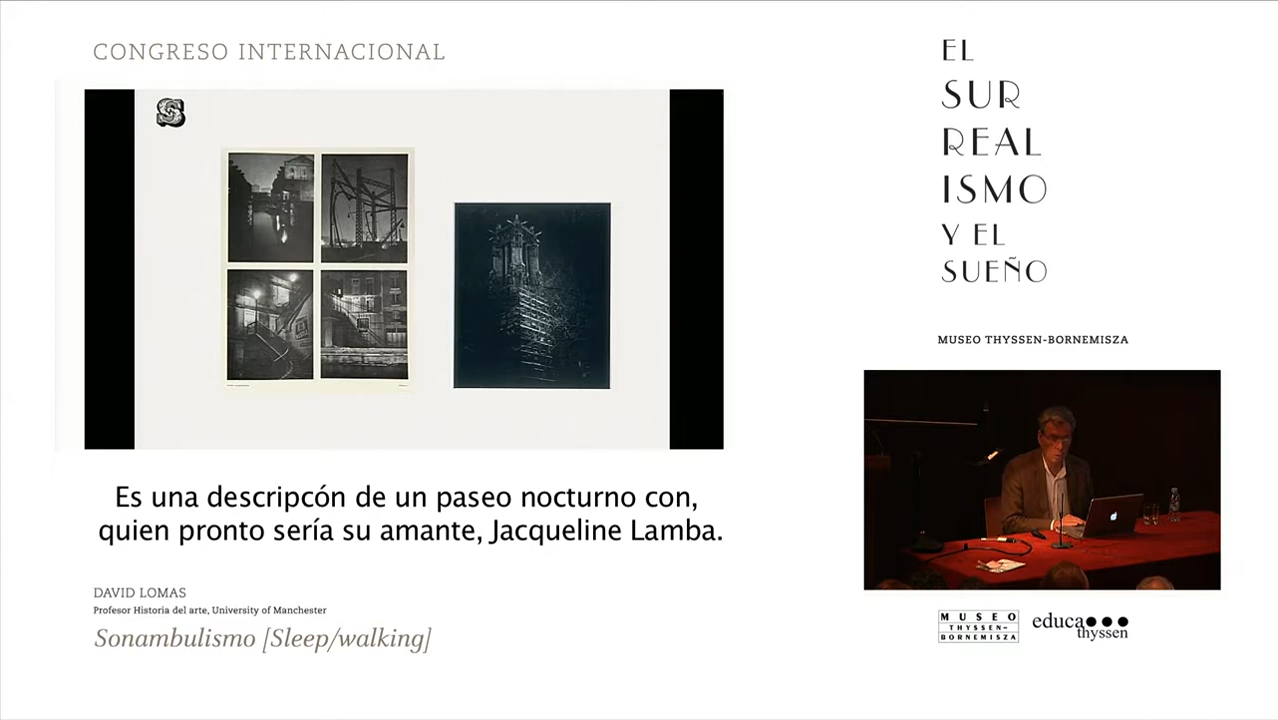 CONGRESO INTERNACIONAL
S
Es una descripcón de un paseo nocturno con,
quien pronto sería su amante, Jacqueline Lamba.
DAVID LOMAS
Profesor Historia del arte, University of Manchester
Sonambulismo [Sleep/walking]
EL
SUR
REAL
ISMO
Y EL
SUEÑO
MUSEO THYSSEN-BORNEMISZA
MUSEO
THYSSEN-
BORNEMISZA
educa
thyssen